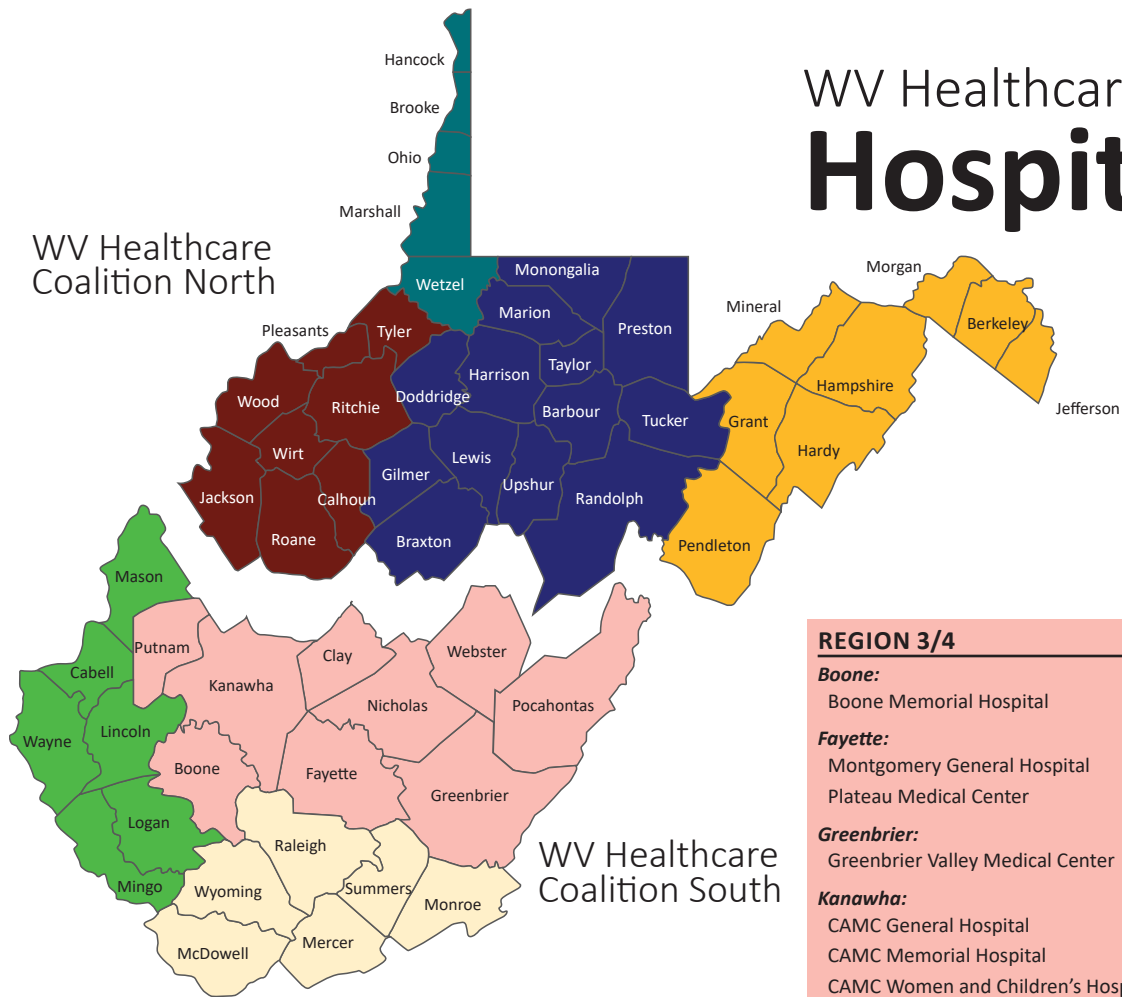 WV Healthcar
Hospit
WV Healthcare
Coalition North
Hancock
Brooke
Ohio
Marshall
Wetzel
Monongalia
Marion
Preston
Morgan
Berkeley
Jefferson
Mineral
Hampshire
Grant
Hardy
Pendleton
Pleasants
Tyler
Wood
Ritchie
Wirt
Jackson
Roane
Calhoun
Doddridge
Harrison
Taylor
Barbour
Tucker
Gilmer
Lewis
Upshur
Randolph
Braxton
Mason
Cabell
Wayne
Lincoln
Logan
Mingo
Putnam
Kanawha
Clay
Webster
Nicholas
Pocahontas
Boone
Fayette
Greenbrier
Raleigh
Wyoming
Summers
Monroe
Mercer
McDowell
WV Healthcare
Coalition South
REGION 3/4
Boone:
Boone Memorial Hospital
Fayette:
Montgomery General Hospital
Plateau Medical Center
Greenbrier:
Greenbrier Valley Medical Center
Kanawha:
CAMC General Hospital
CAMC Memorial Hospital
CAMC Women and Children's Hosp